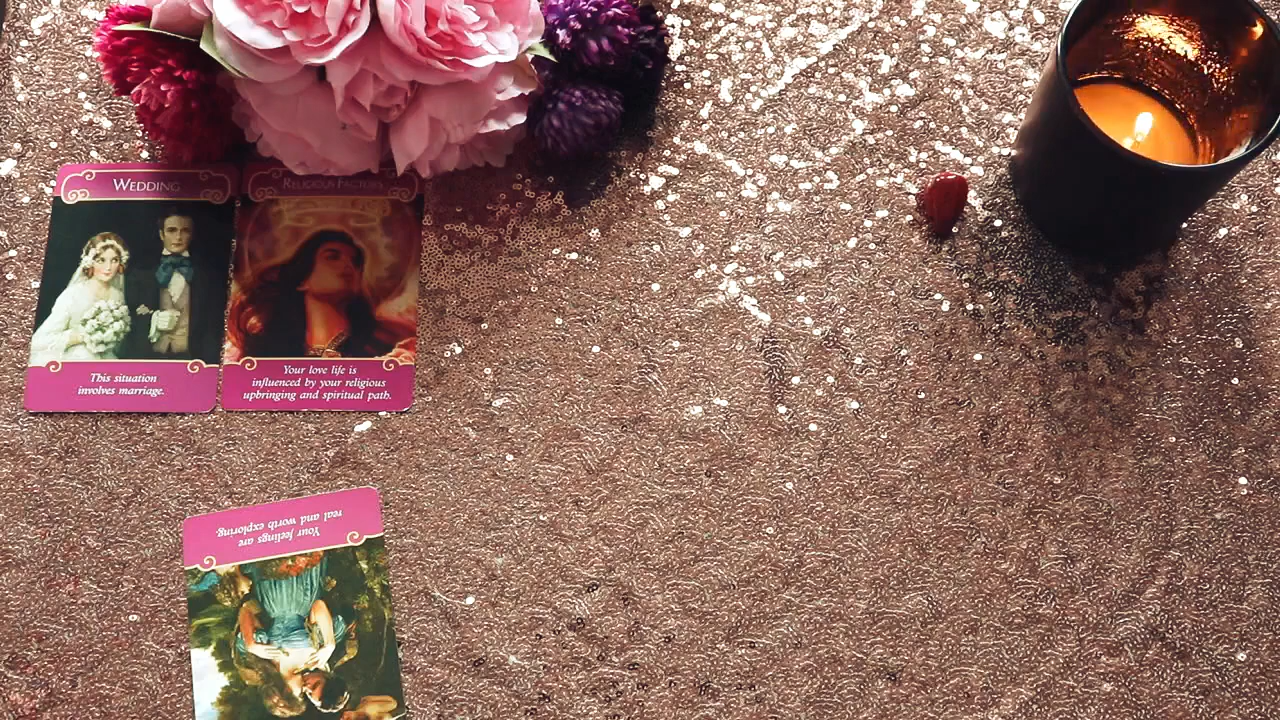 WEDDING
This situation
involves marriage.
RELIGIOUS FACTORS
Your love life is
influenced by your religious
upbringing and spiritual path.
Your feelings are
real and worth exploring